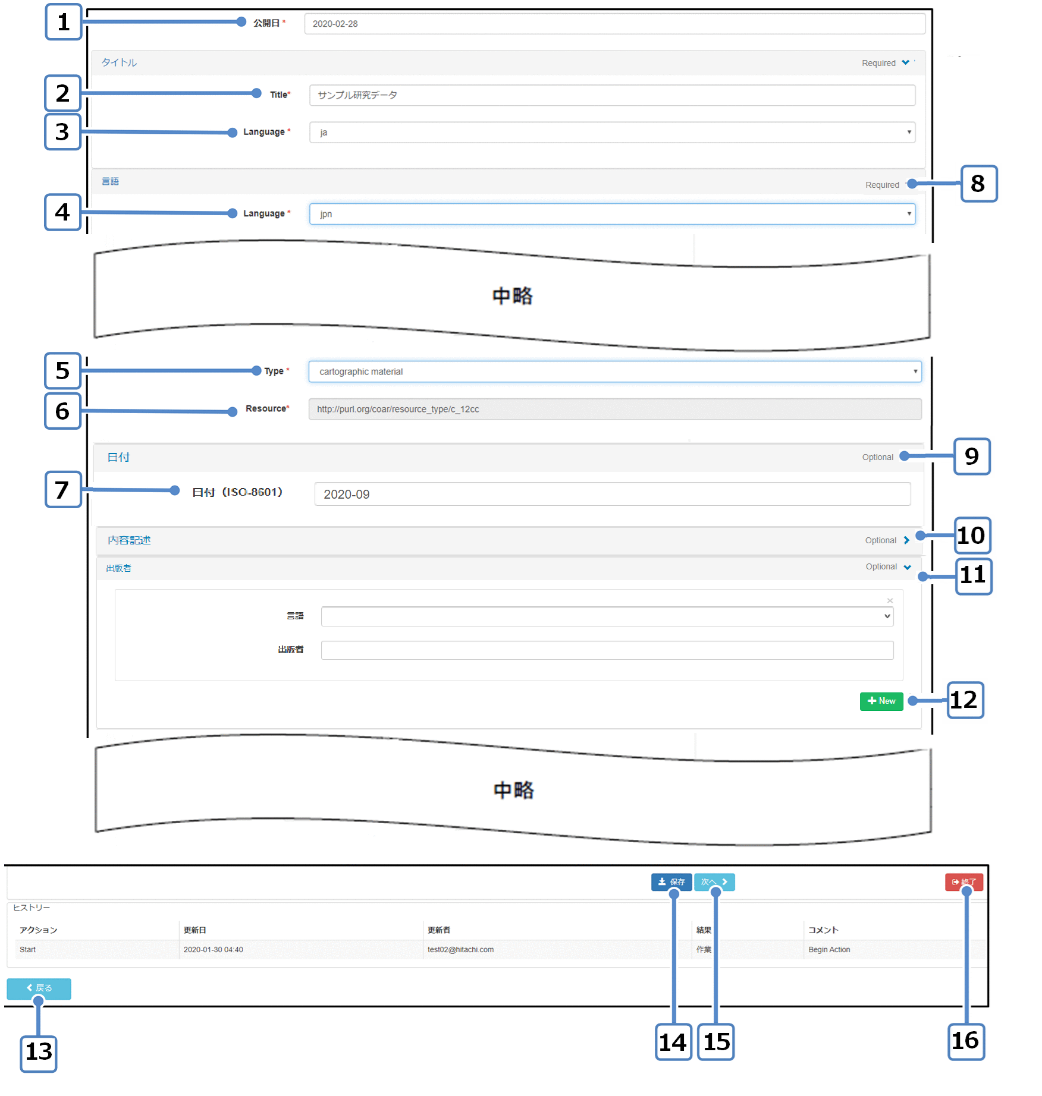 1 公開日* 2020-02-28
タイトル Required
2 Title* サンプル研究データ
3 Language * ja
言語 Required 8
4 Language * jpn
中略
5 Type * cartographic material
6 Resource* http://purl.org/coar/resource_type/c_12cc
日付 Optional 9
7 日付（ISO-8601） 2020-09
内容記述 Optional 10
出版者 Optional 11
×
言語
出版者
+ New 12
中略
保存 次へ 終了
ヒストリー
アクション 更新日 更新者 結果 コメント
Start 2020-01-30 04:40 test02@hitachi.com 作業 Begin Action
戻る
13 14 15 16